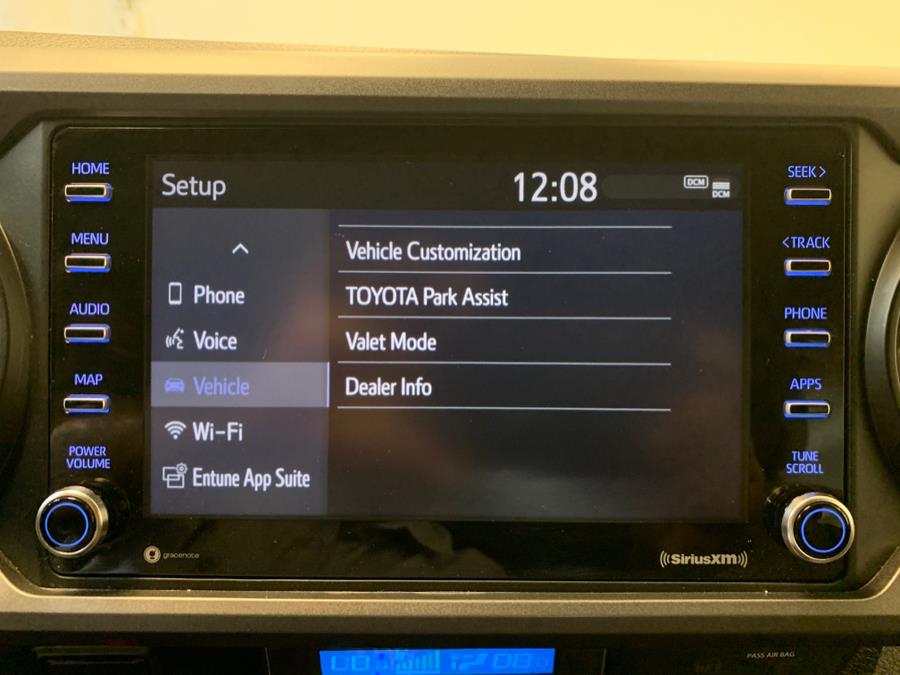 HOME
MENU
AUDIO
MAP
POWER
VOLUME
Setup
12:08
DCM
DCM
Phone
Voice
Vehicle
Wi-Fi
Entune App Suite
Vehicle Customization
TOYOTA Park Assist
Valet Mode
Dealer Info
SEEK >
< TRACK
PHONE
APPS
TUNE
SCROLL
gracenote
SiriusXM
PASS AIR BAG